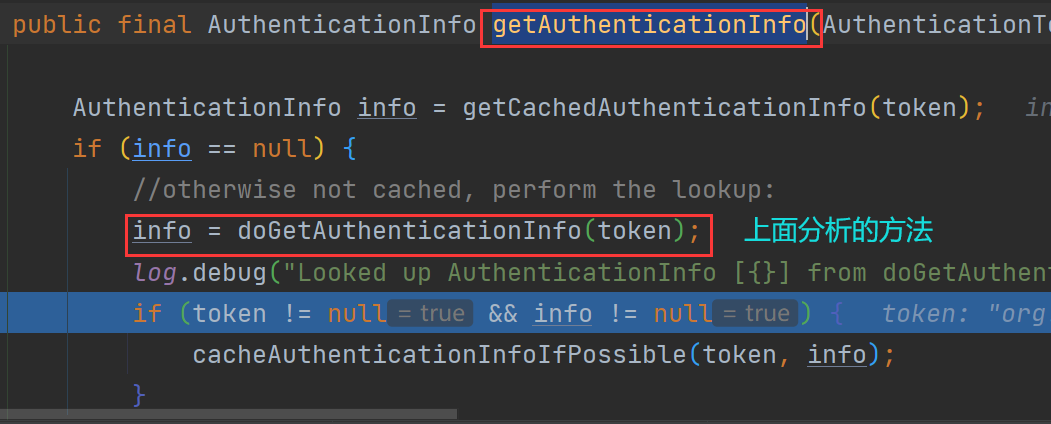 public final AuthenticationInfo getAuthenticationInfo(AuthenticationTo
AuthenticationInfo info = getCachedAuthenticationInfo(token); in
if (info == null) {
//otherwise not cached, perform the lookup:
info = doGetAuthenticationInfo(token); 上面分析的方法
log.debug("Looked up AuthenticationInfo [{}] from doGetAuthent
if (token != null = true && info != null = true ) { token: "org
cacheAuthenticationInfoIfPossible(token, info);
}